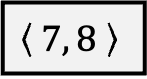 ⟨ 7, 8 ⟩